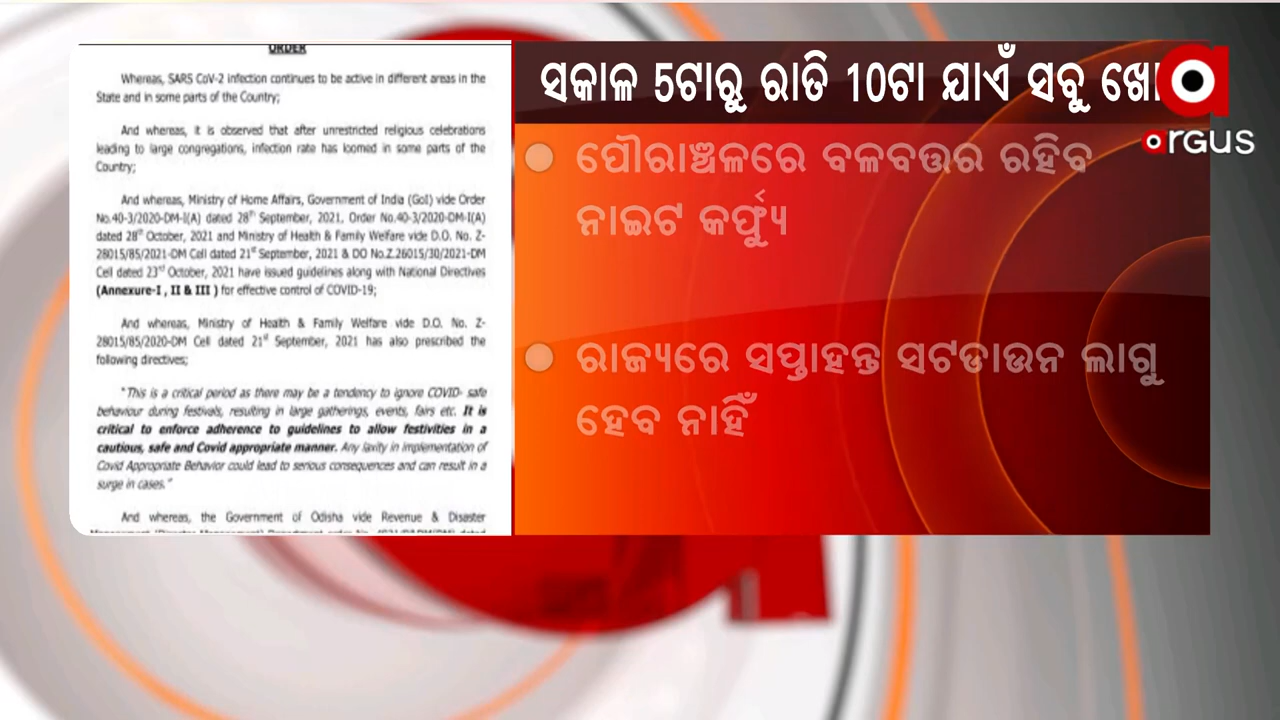 ORDER
Whereas, SARS CoV-2 infection continues to be active in different areas in the
State and in some parts of the Country;
And whereas, it is observed that after unrestricted religious celebrations
leading to large congregations, infection rate has loomed in some parts of the
Country;
And whereas, Ministry of Home Affairs, Government of India (GoI) vide Order
No.40-3/2020-DM-I(A) dated 28th September, 2021, Order No.40-3/2020-DM-I(A)
dated 28th October, 2021 and Ministry of Health & Family Welfare vide D.O. No. Z-
28015/85/2021-DM Cell dated 21st September, 2021 & DO No.Z.26015/30/2021-DM
Cell dated 23rd October, 2021 have issued guidelines along with National Directives
(Annexure-I , II & III ) for effective control of COVID-19;
And whereas, Ministry of Health & Family Welfare vide D.O. No. Z-
28015/85/2020-DM Cell dated 21st September, 2021 has also prescribed the
following directives;
"This is a critical period as there may be a tendency to ignore COVID- safe
behaviour during festivals, resulting in large gatherings, events, fairs etc. It is
critical to enforce adherence to guidelines to allow festivities in a
cautious, safe and Covid appropriate manner. Any laxity in implementation of
Covid Appropriate Behavior could lead to serious consequences and can result in a
surge in cases."
And whereas, the Government of Odisha vide Revenue & Disaster
ସକାଳ 5ଟାରୁ ରାତି 10ଟା ଯାଏଁ ସବୁ ଖୋ
ପୌରାଞ୍ଚଳରେ ବଳବତ୍ତର ରହିବ
ନାଇଟ କର୍ଫ୍ୟୁ
ରାଜ୍ୟରେ ସପ୍ତାହନ୍ତ ସଟଡାଉନ ଲାଗୁ
ହେବ ନାହିଁ
argus